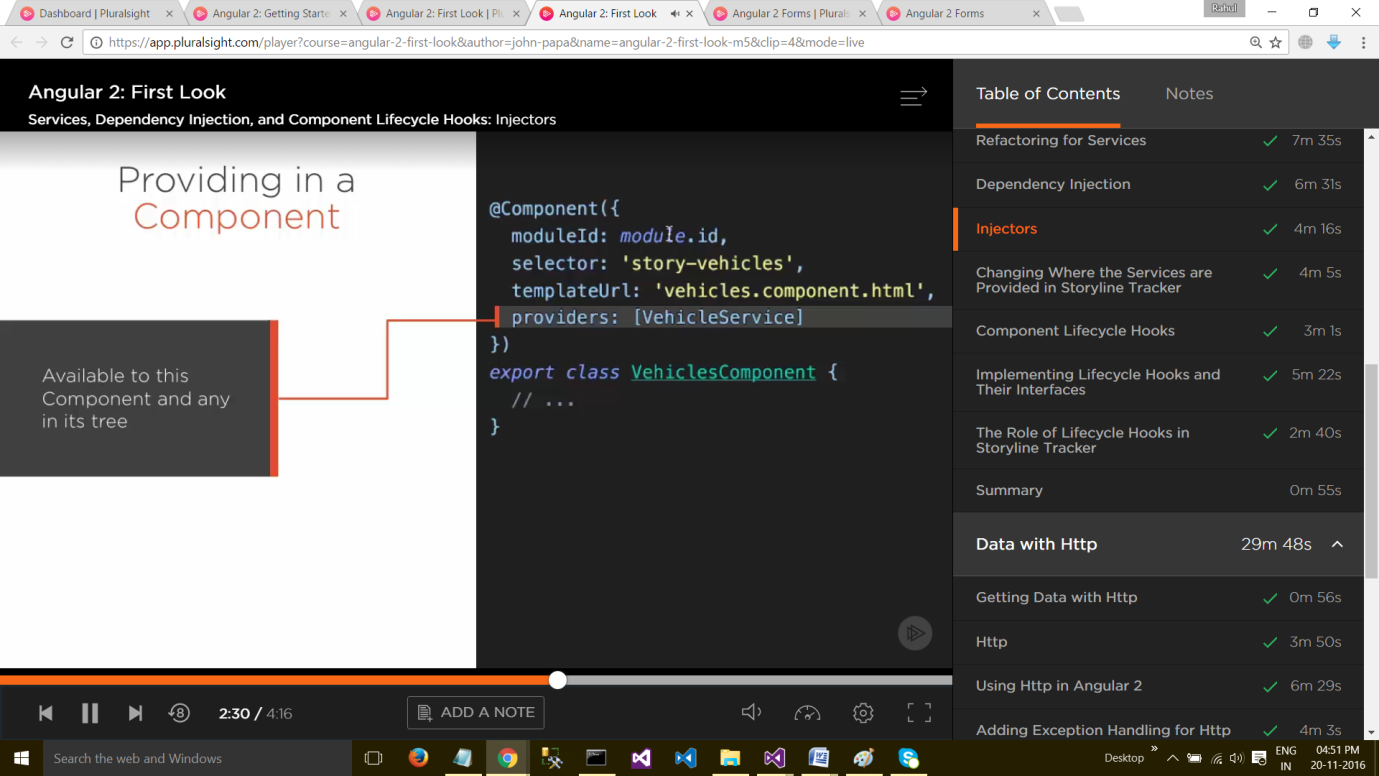 Dashboard | Pluralsight
Angular 2: Getting Starte
Angular 2: First Look | Pl
Angular 2: First Look
Angular 2 Forms | Plurals
Angular 2 Forms
Rahul
https://app.pluralsight.com/player?course=angular-2-first-look&author=john-papa&name=angular-2-first-look-m5&clip=4&mode=live
Angular 2: First Look
Services, Dependency Injection, and Component Lifecycle Hooks: Injectors
Providing in a
Component
Available to this
Component and any
in its tree
@Component({
moduleId: module.id,
selector: 'story-vehicles',
templateUrl: 'vehicles.component.html',
providers: [VehicleService]
})
export class VehiclesComponent {
// ...
}
8
2:30 / 4:16
ADD A NOTE
Table of Contents
Notes
Refactoring for Services 7m 35s
Dependency Injection 6m 31s
Injectors 4m 16s
Changing Where the Services are
Provided in Storyline Tracker 4m 5s
Component Lifecycle Hooks 3m 1s
Implementing Lifecycle Hooks and
Their Interfaces 5m 22s
The Role of Lifecycle Hooks in
Storyline Tracker 2m 40s
Summary 0m 55s
Data with Http 29m 48s
Getting Data with Http 0m 56s
Http 3m 50s
Using Http in Angular 2 6m 29s
Adding Exception Handling for Http 4m 3s
Search the web and Windows
Desktop
ENG
IN
04:51 PM
20-11-2016